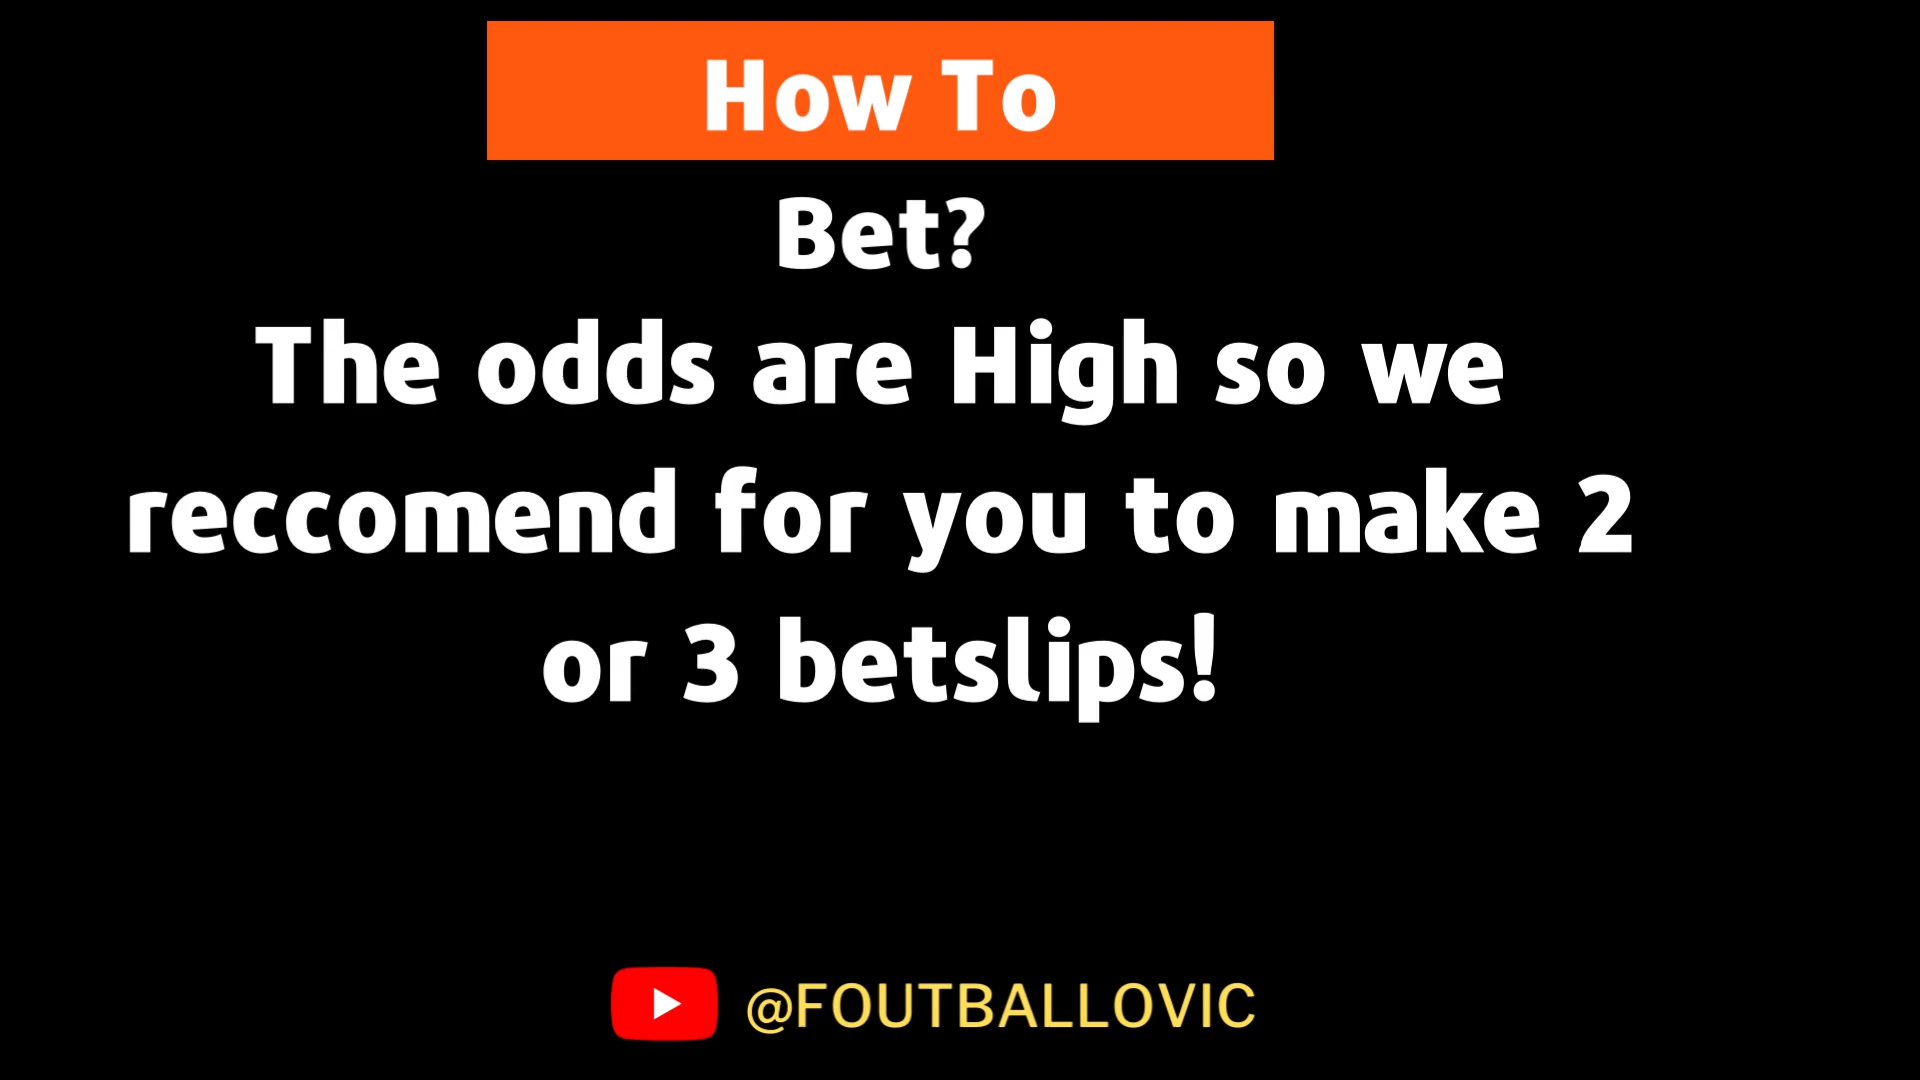 How To
Bet?
The odds are High so we
reccomend for you to make 2
or 3 betslips!
@FOUTBALLOVIC